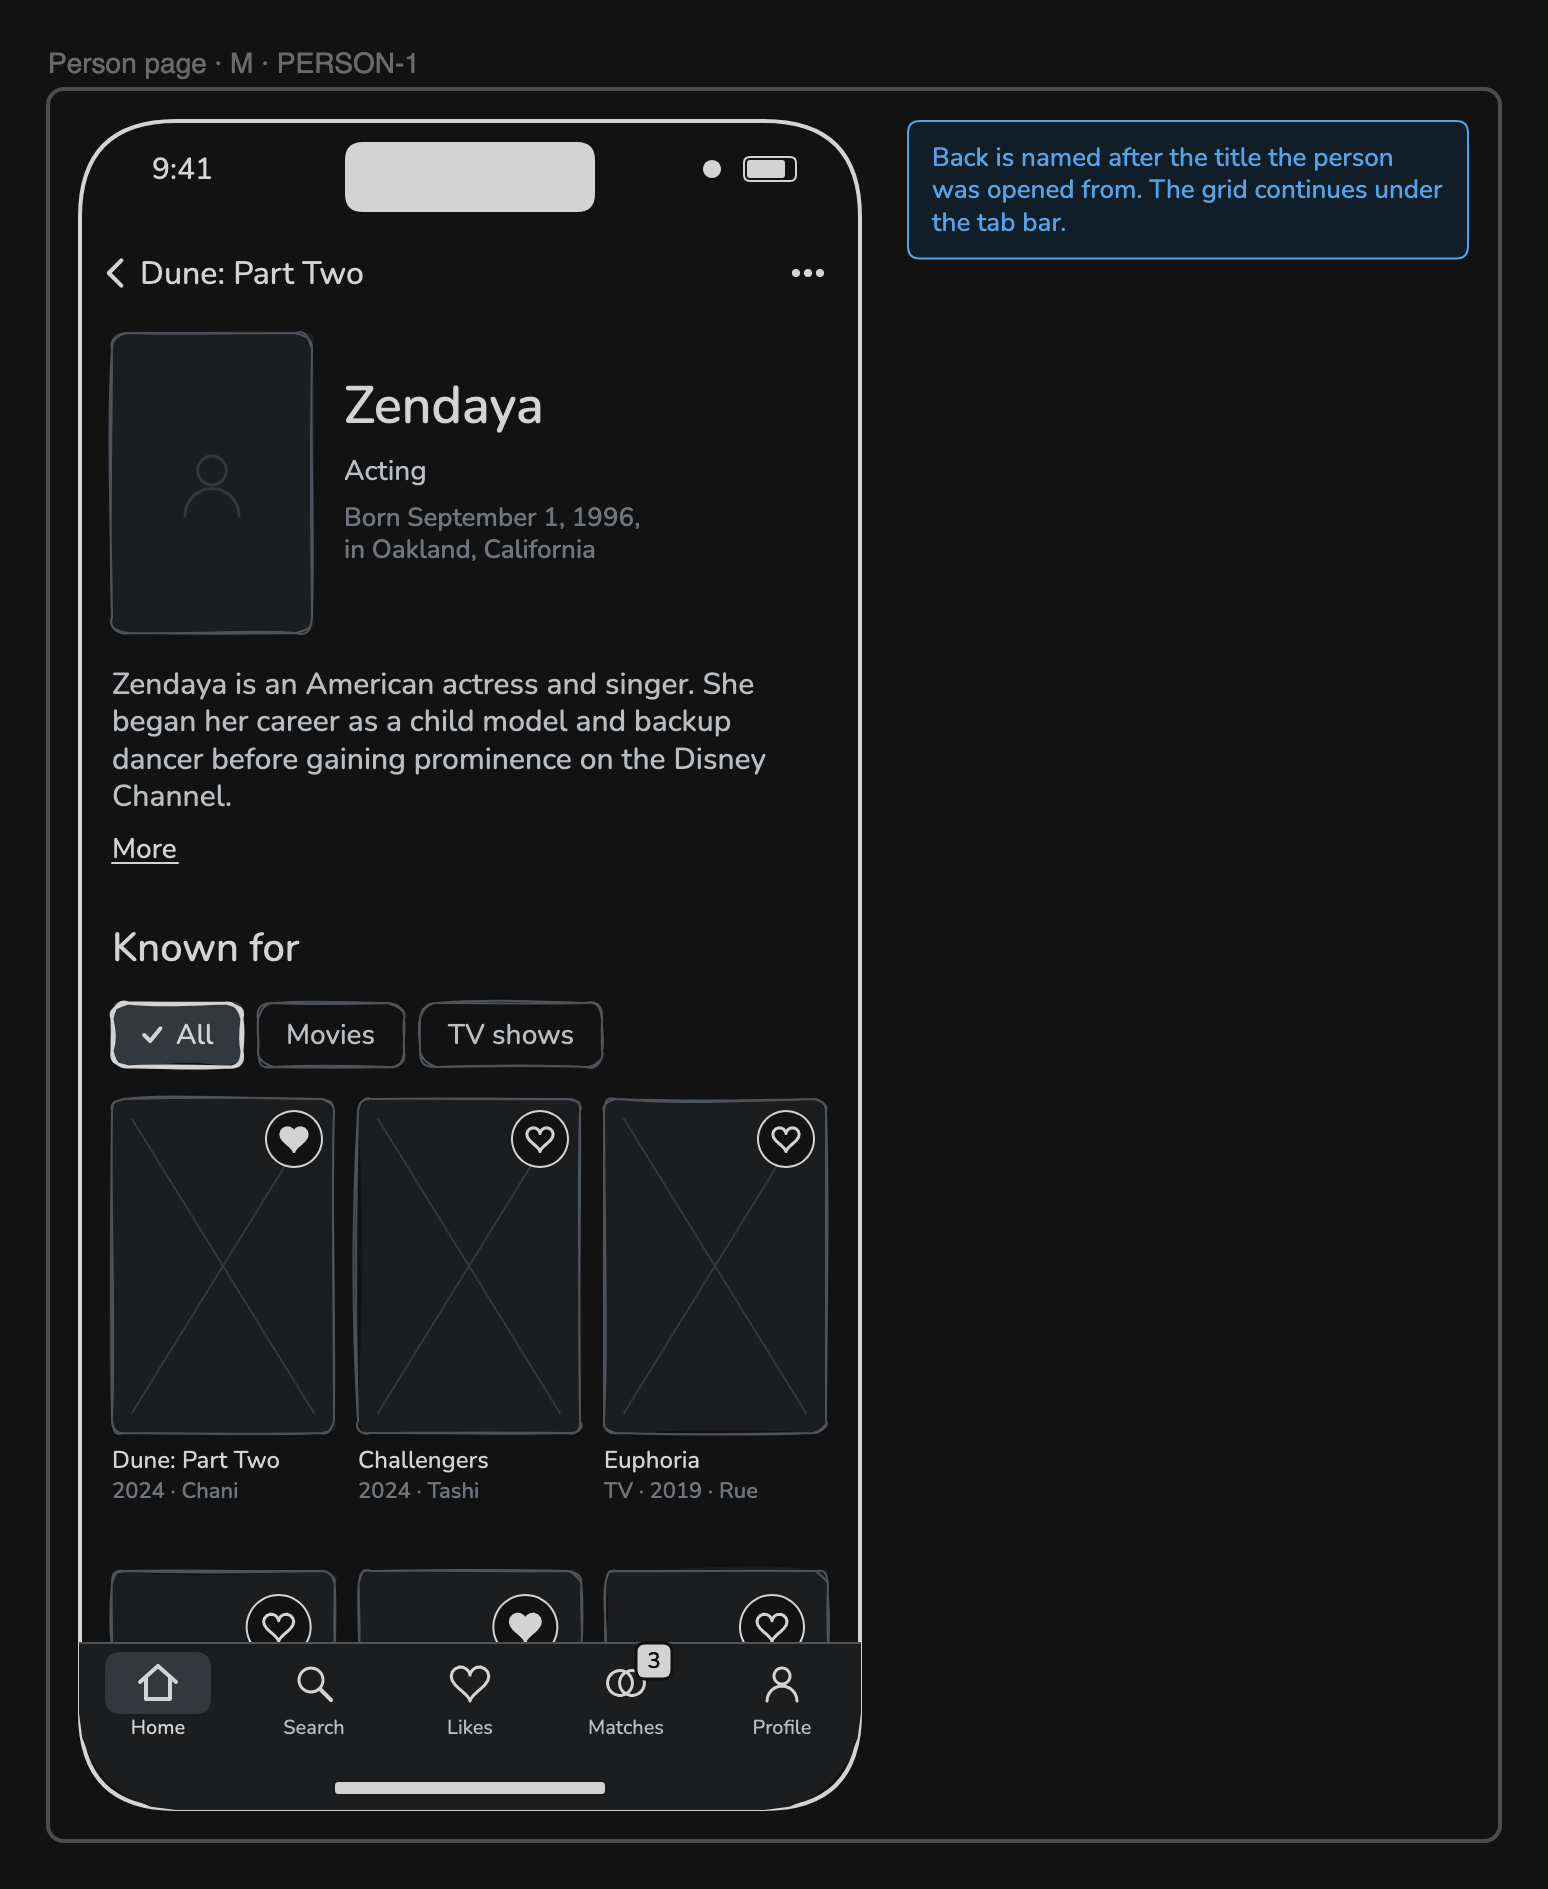 Person page · M · PERSON-1
9:41
Back is named after the title the person
was opened from. The grid continues under
the tab bar.
Dune: Part Two
Zendaya
Acting
Born September 1, 1996,
in Oakland, California
Zendaya is an American actress and singer. She
began her career as a child model and backup
dancer before gaining prominence on the Disney
Channel.
More
Known for
All
Movies
TV shows
Dune: Part Two
2024 · Chani
Challengers
2024 · Tashi
Euphoria
TV · 2019 · Rue
3
Home
Search
Likes
Matches
Profile